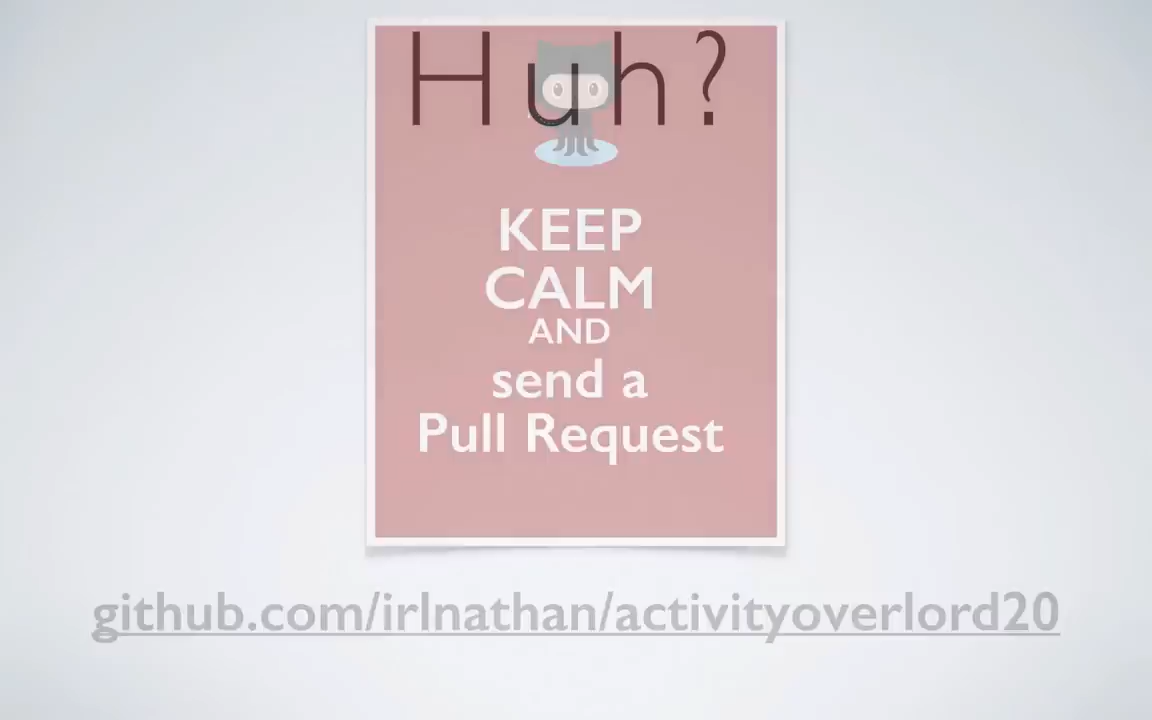 Huh?
KEEP
CALM
AND
send a
Pull Request
github.com/irlnathan/activityoverlord20